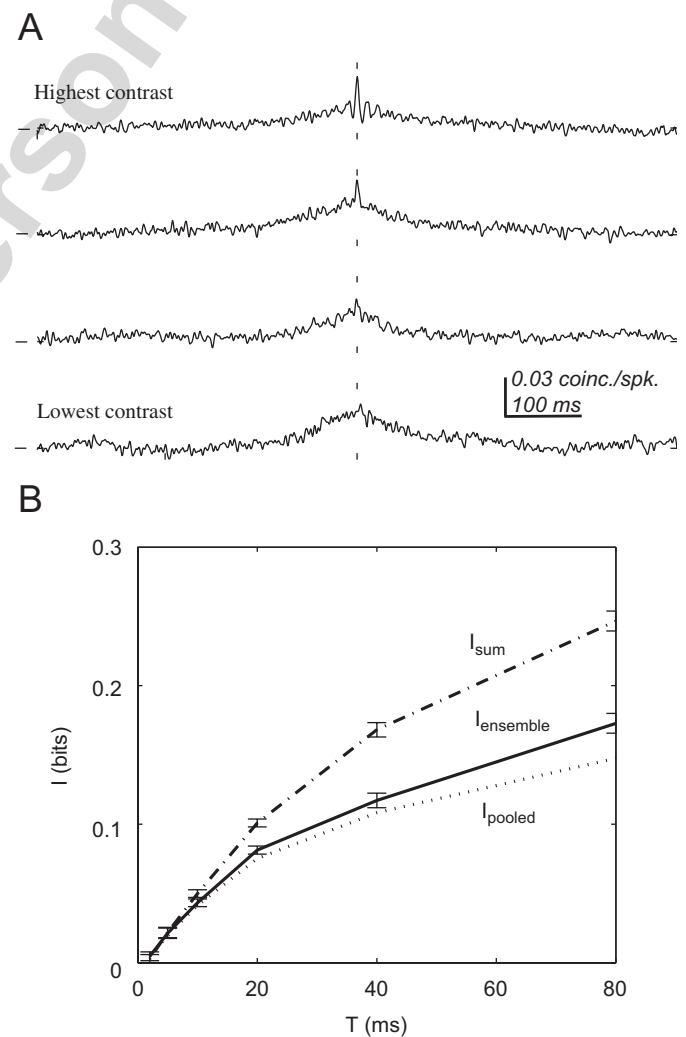 A
Highest contrast
0.03 coinc./spk.
100 ms
Lowest contrast
B
0.3
0.2
0.1
0
I (bits)
I_sum
I_ensemble
I_pooled
0 20 40 60 80
T (ms)
erson